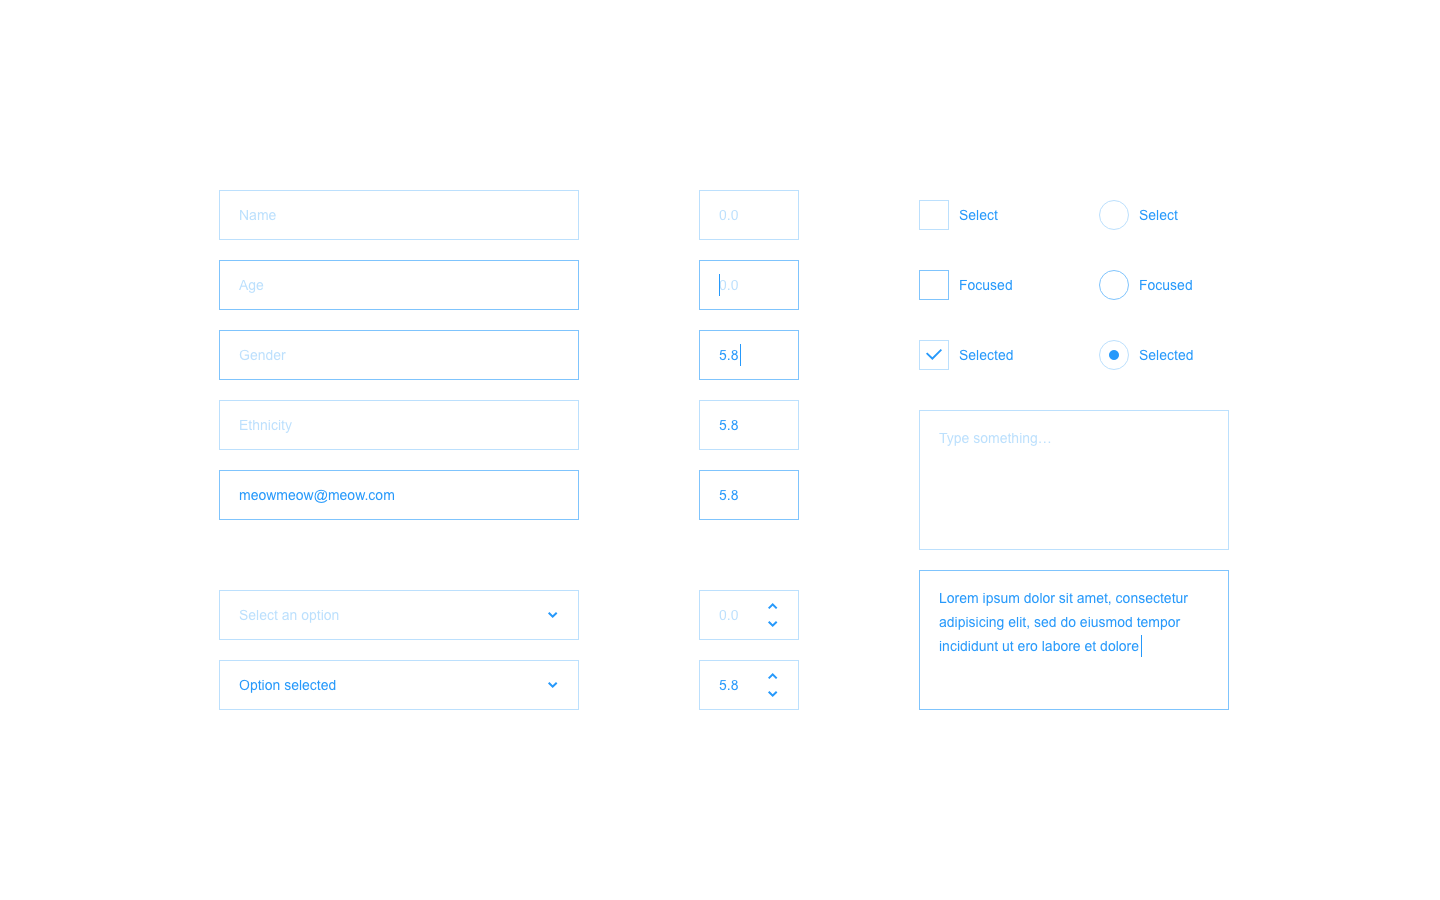 Name
Age
Gender
Ethnicity
meowmeow@meow.com
Select an option
Option selected
0.0
0.0
5.8
5.8
5.8
0.0
5.8
Select
Select
Focused
Focused
Selected
Selected
Type something...
Lorem ipsum dolor sit amet, consectetur
adipisicing elit, sed do eiusmod tempor
incididunt ut ero labore et dolore